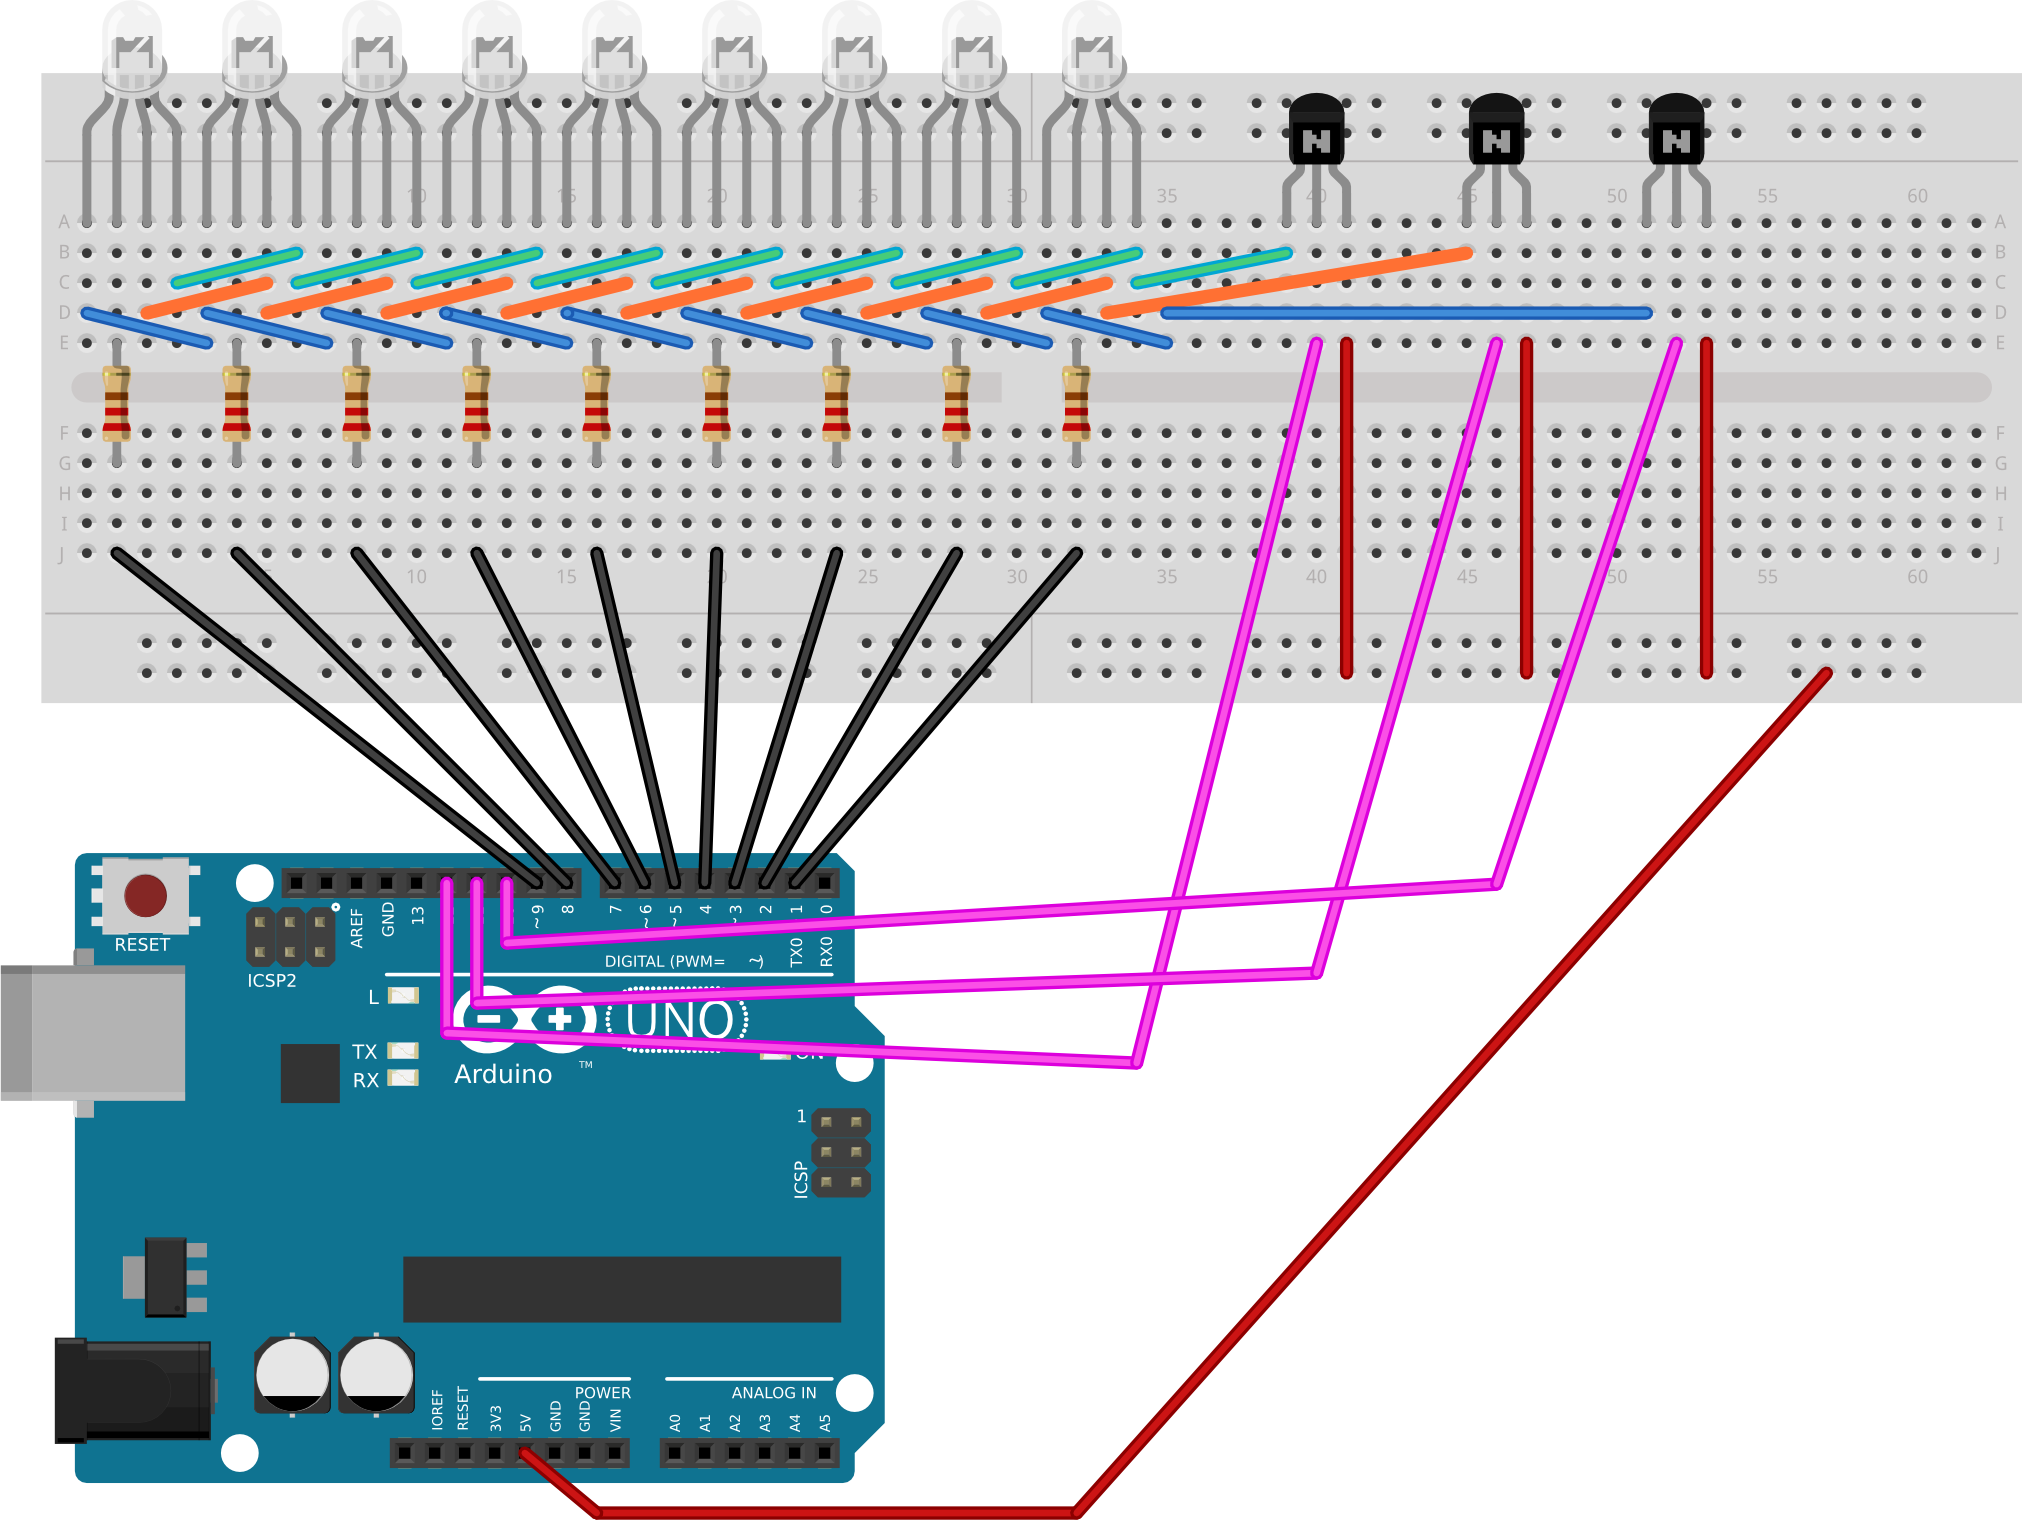 10 15 20 25 30 35 40 45 50 55 60
A A
B B
C C
D D
E E
F F
G G
H H
I I
J J
5 10 15 20 25 30 35 40 45 50 55 60
RESET
ICSP2
AREF
GND
13
~9
8
7
~6
~5
4
~3
2
1
0
TX0
RX0
DIGITAL (PWM= ~)
L
TX
RX
UNO
ON
Arduino
TM
1
ICSP
POWER
ANALOG IN
IOREF
RESET
3V3
5V
GND
GND
VIN
A0
A1
A2
A3
A4
A5